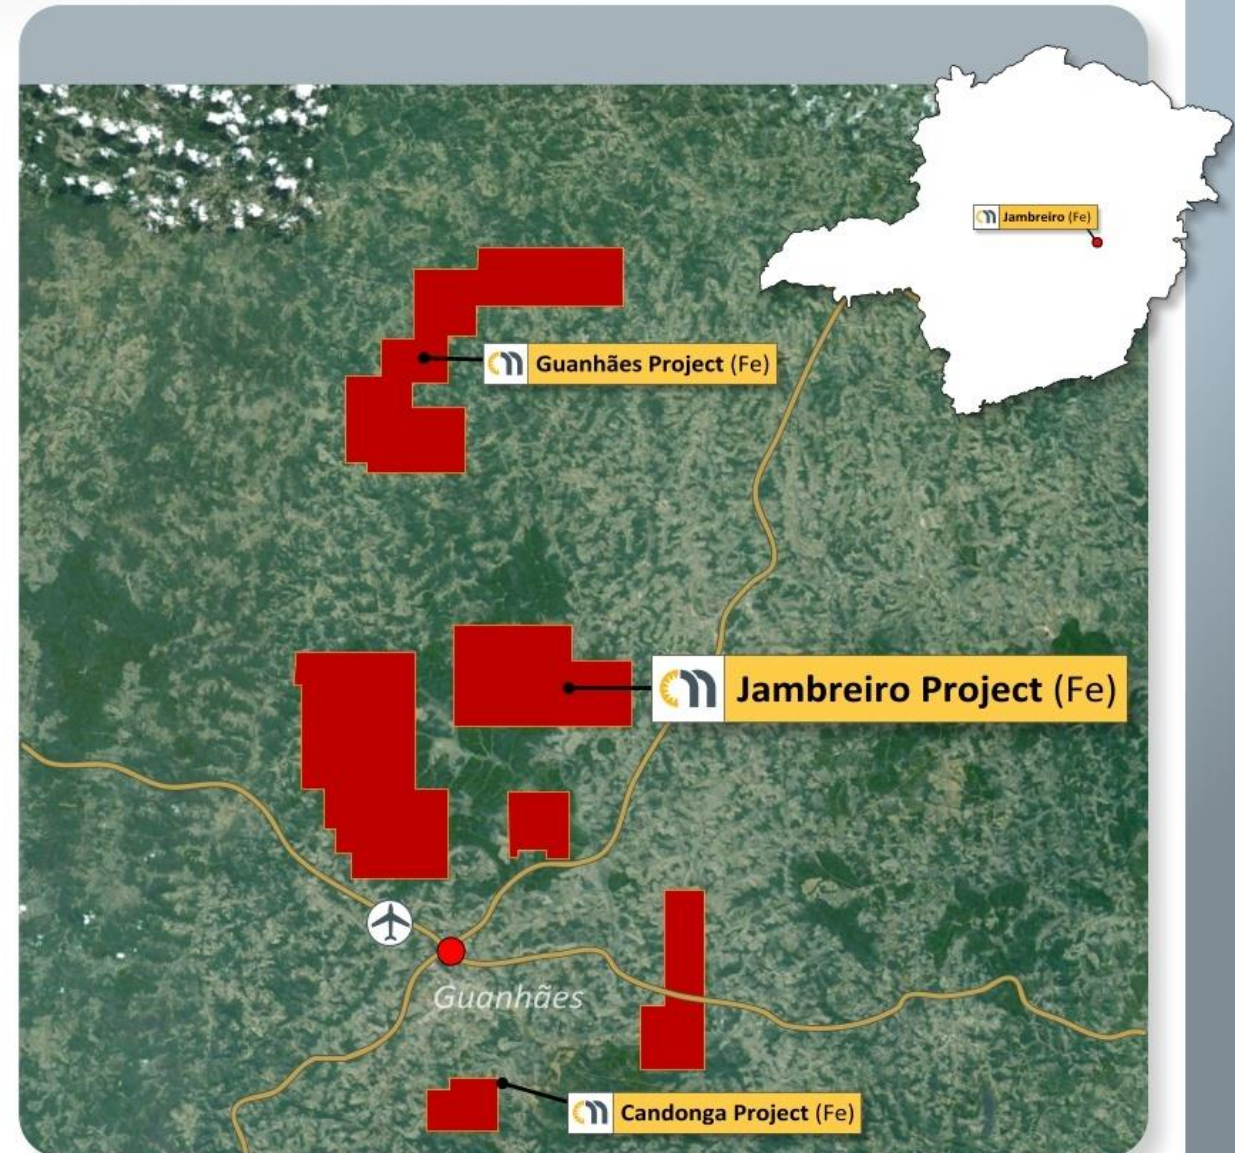 Jambreiro (Fe)
Guanhães Project (Fe)
Jambreiro Project (Fe)
Guanhães
Candonga Project (Fe)